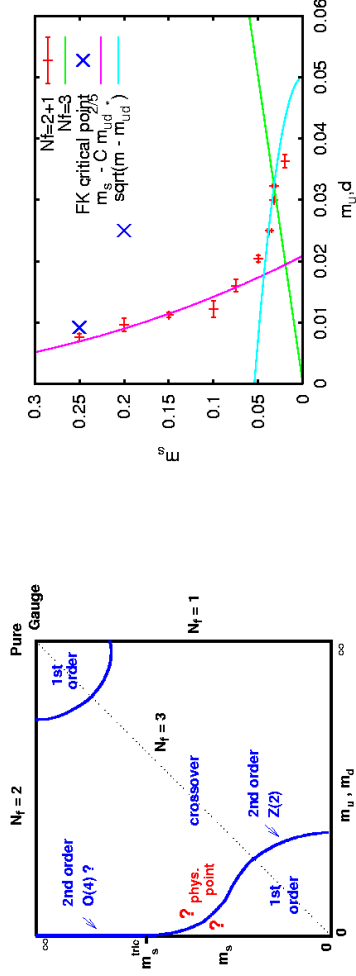 Pure
Gauge
N_f = 2
∞
2nd order
O(4) ?
1st
order
N_f = 3
N_f = 1
m_s^tric
crossover
? phys.
? point
2nd order
Z(2)
m_s
1st
order
0
0
m_u , m_d
∞
Nf=2+1
Nf=3
FK critical point
m_s - C m_ud^2/5
sqrt(m - m_ud)
0.3
0.25
0.2
0.15
0.1
0.05
0
m_s
0
0.01
0.02
0.03
0.04
0.05
0.06
m_u,d